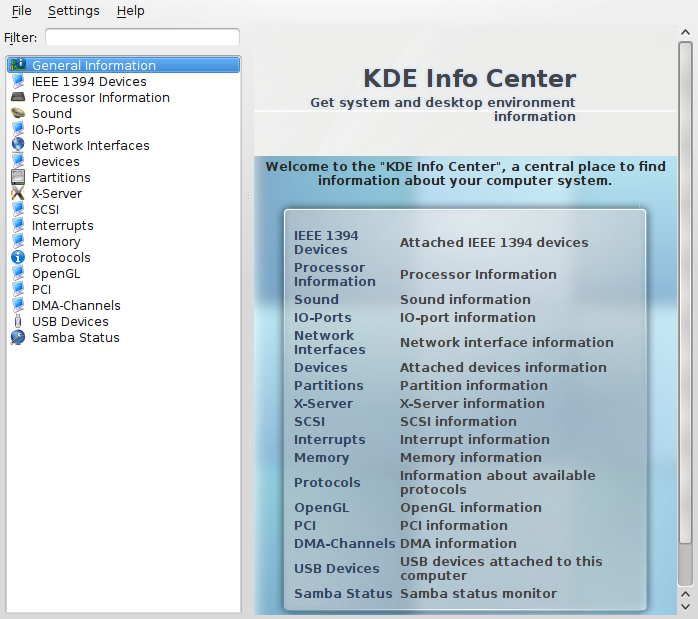 File Settings Help
Filter:
General Information
IEEE 1394 Devices
Processor Information
Sound
IO-Ports
Network Interfaces
Devices
Partitions
X-Server
SCSI
Interrupts
Memory
Protocols
OpenGL
PCI
DMA-Channels
USB Devices
Samba Status
KDE Info Center
Get system and desktop environment
information
Welcome to the "KDE Info Center", a central place to find
information about your computer system.
IEEE 1394
Devices
Attached IEEE 1394 devices
Processor
Information
Processor Information
Sound Sound information
IO-Ports IO-port information
Network
Interfaces
Network interface information
Devices Attached devices information
Partitions Partition information
X-Server X-Server information
SCSI SCSI information
Interrupts Interrupt information
Memory Memory information
Protocols
Information about available
protocols
OpenGL OpenGL information
PCI PCI information
DMA-Channels DMA information
USB Devices
USB devices attached to this
computer
Samba Status Samba status monitor